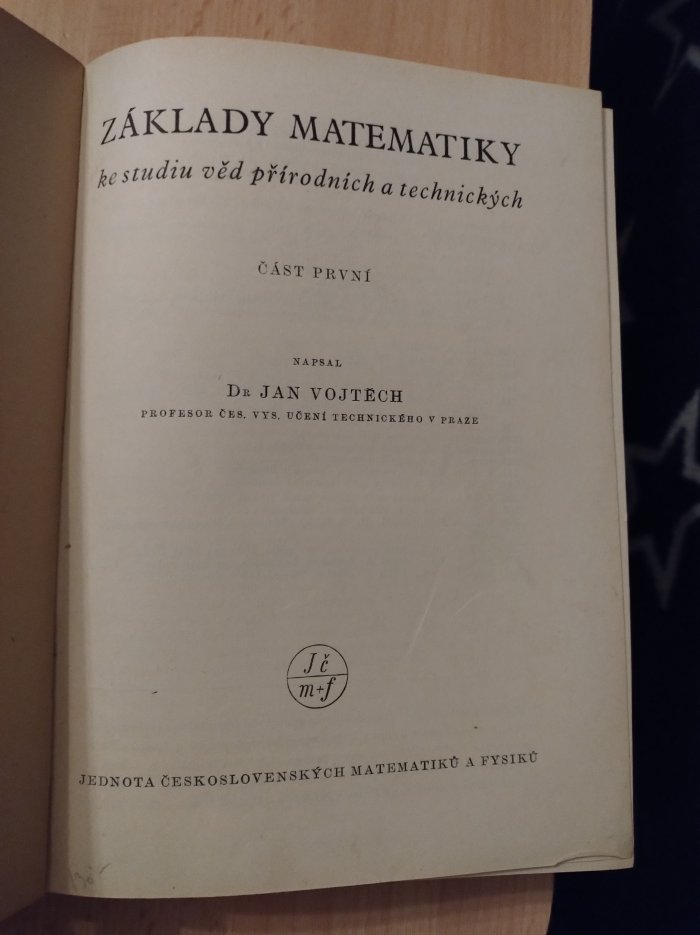 ZÁKLADY MATEMATIKY
ke studiu věd přírodních a technických
ČÁST PRVNÍ
NAPSAL
Dr JAN VOJTĚCH
PROFESOR ČES. VYS. UČENÍ TECHNICKÉHO V PRAZE
Jč
m+f
JEDNOTA ČESKOSLOVENSKÝCH MATEMATIKŮ A FYSIKŮ